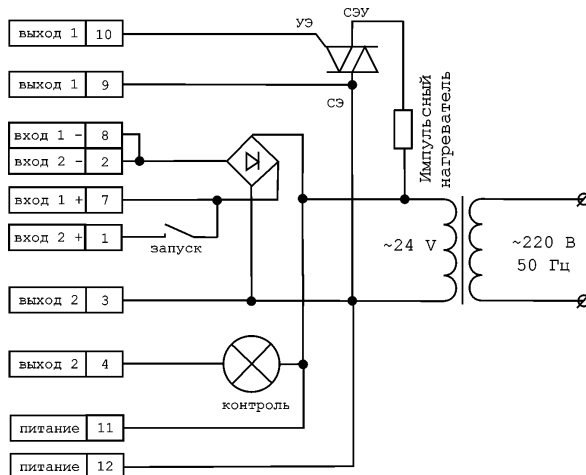 выход 1 10
УЭ
СЭУ
выход 1 9
СЭ
Импульсный
нагреватель
вход 1 - 8
вход 2 - 2
вход 1 + 7
вход 2 + 1
запуск
~24 V
~220 В
50 Гц
выход 2 3
выход 2 4
контроль
питание 11
питание 12